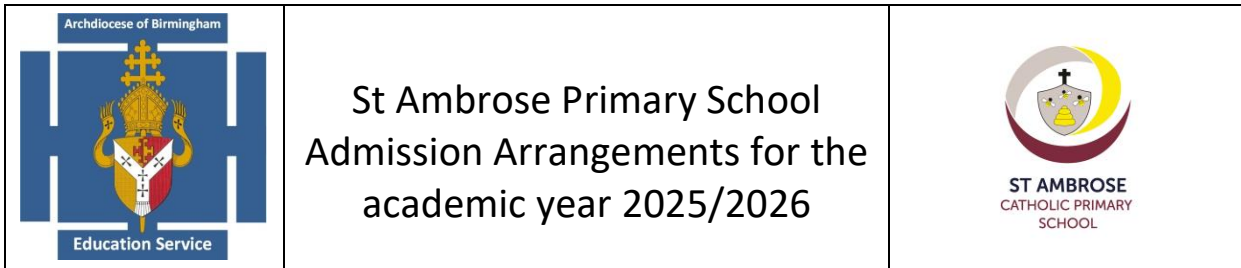 Archdiocese of Birmingham
Education Service
St Ambrose Primary School
Admission Arrangements for the
academic year 2025/2026
ST AMBROSE
CATHOLIC PRIMARY
SCHOOL